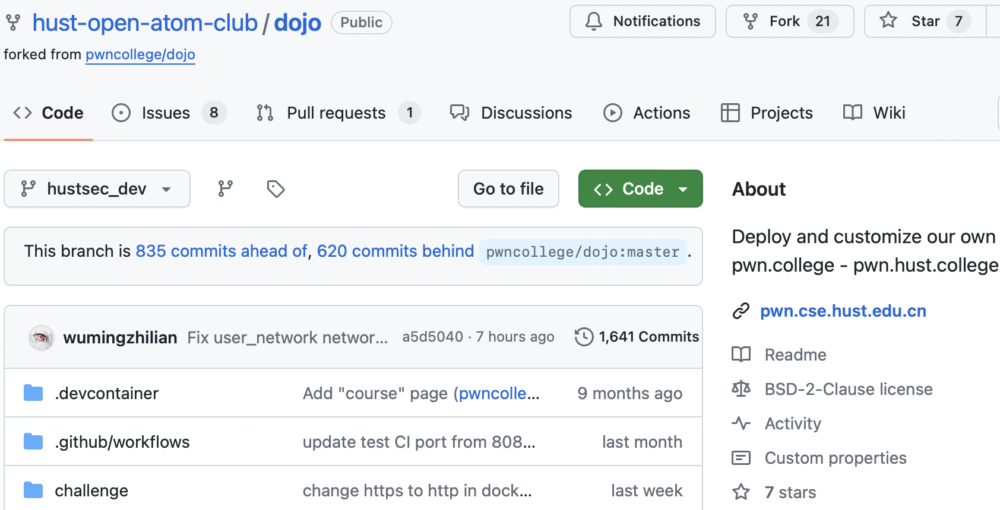 hust-open-atom-club / dojo Public Notifications Fork 21 Star 7
forked from pwncollege/dojo
Code Issues 8 Pull requests 1 Discussions Actions Projects Wiki
hustsec_dev Go to file Code
This branch is 835 commits ahead of, 620 commits behind pwncollege/dojo:master .
wumingzhilian Fix user_network networ... a5d5040 · 7 hours ago 1,641 Commits
.devcontainer Add "course" page (pwncolle... 9 months ago
.github/workflows update test CI port from 808... last month
challenge change https to http in dock... last week
About
Deploy and customize our own
pwn.college - pwn.hust.college
pwn.cse.hust.edu.cn
Readme
BSD-2-Clause license
Activity
Custom properties
7 stars